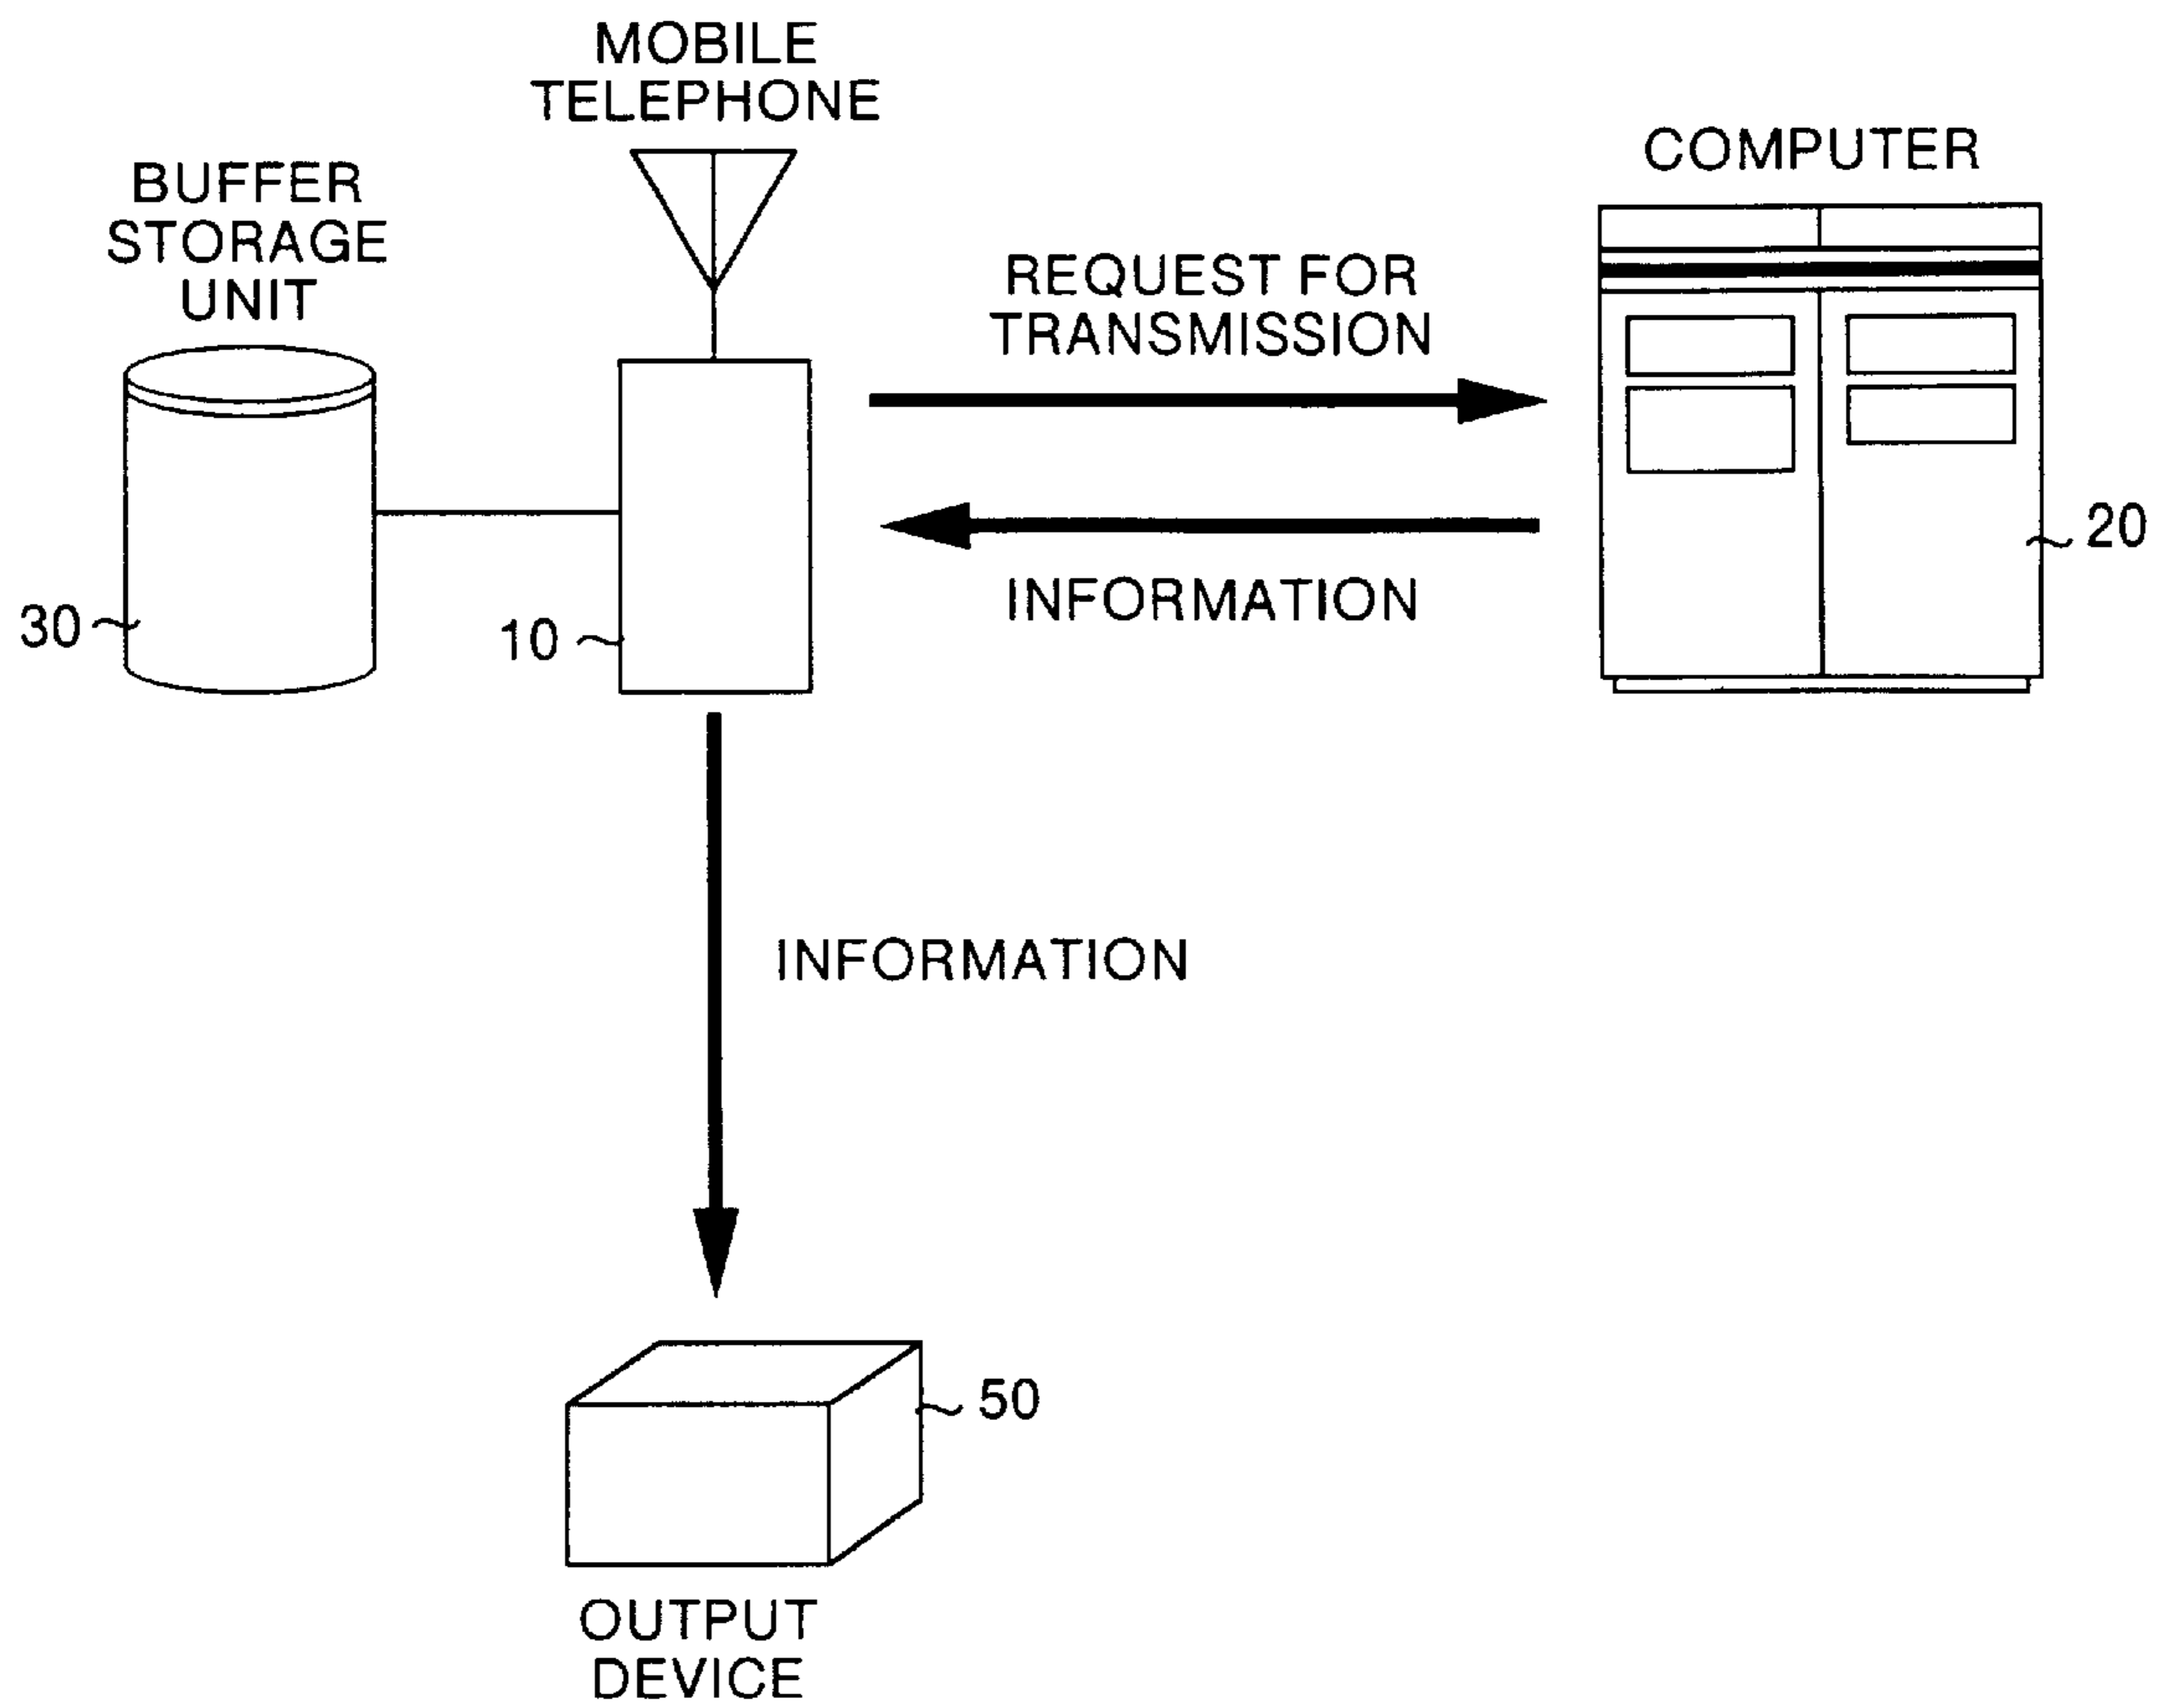 MOBILE
TELEPHONE
BUFFER
STORAGE
UNIT
COMPUTER
REQUEST FOR
TRANSMISSION
INFORMATION
20
30
10
INFORMATION
50
OUTPUT
DEVICE